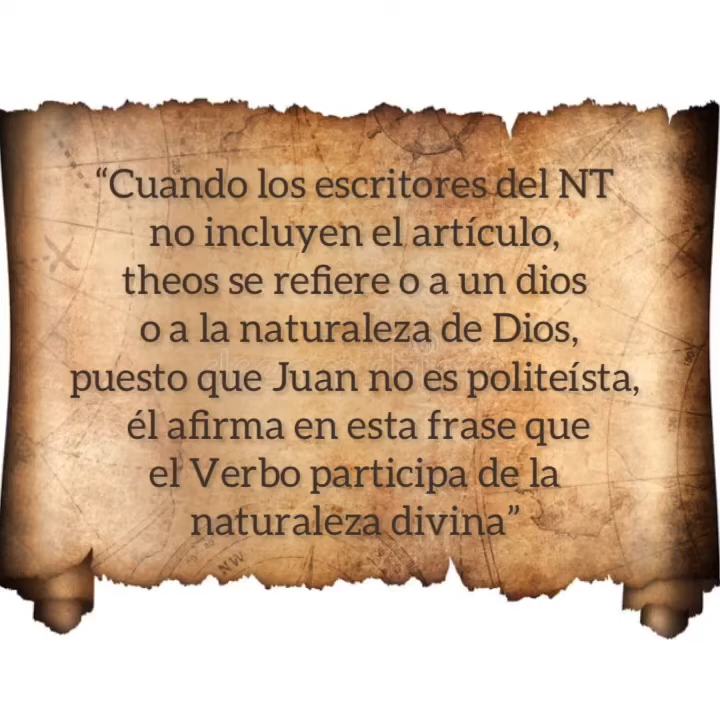 “Cuando los escritores del NT
no incluyen el artículo,
theos se refiere o a un dios
o a la naturaleza de Dios,
puesto que Juan no es politeísta,
él afirma en esta frase que
el Verbo participa de la
naturaleza divina”
NW